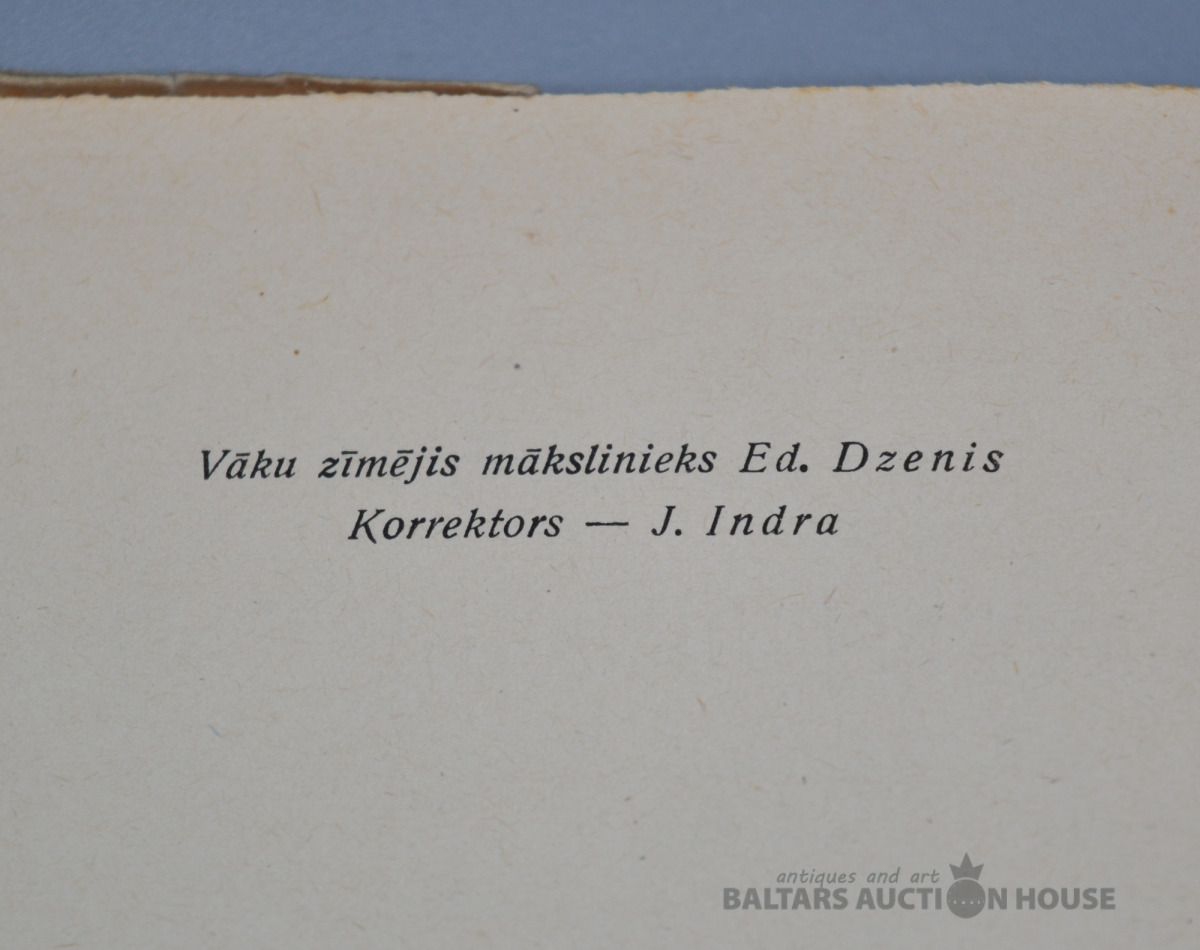 Vāku zīmējis mākslinieks Ed. Dzenis
Korrektors — J. Indra
antiques and art
BALTARS AUCTION HOUSE